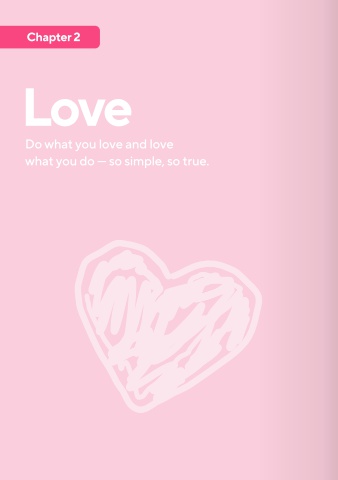 Chapter 2
Love
Do what you love and love
what you do — so simple, so true.